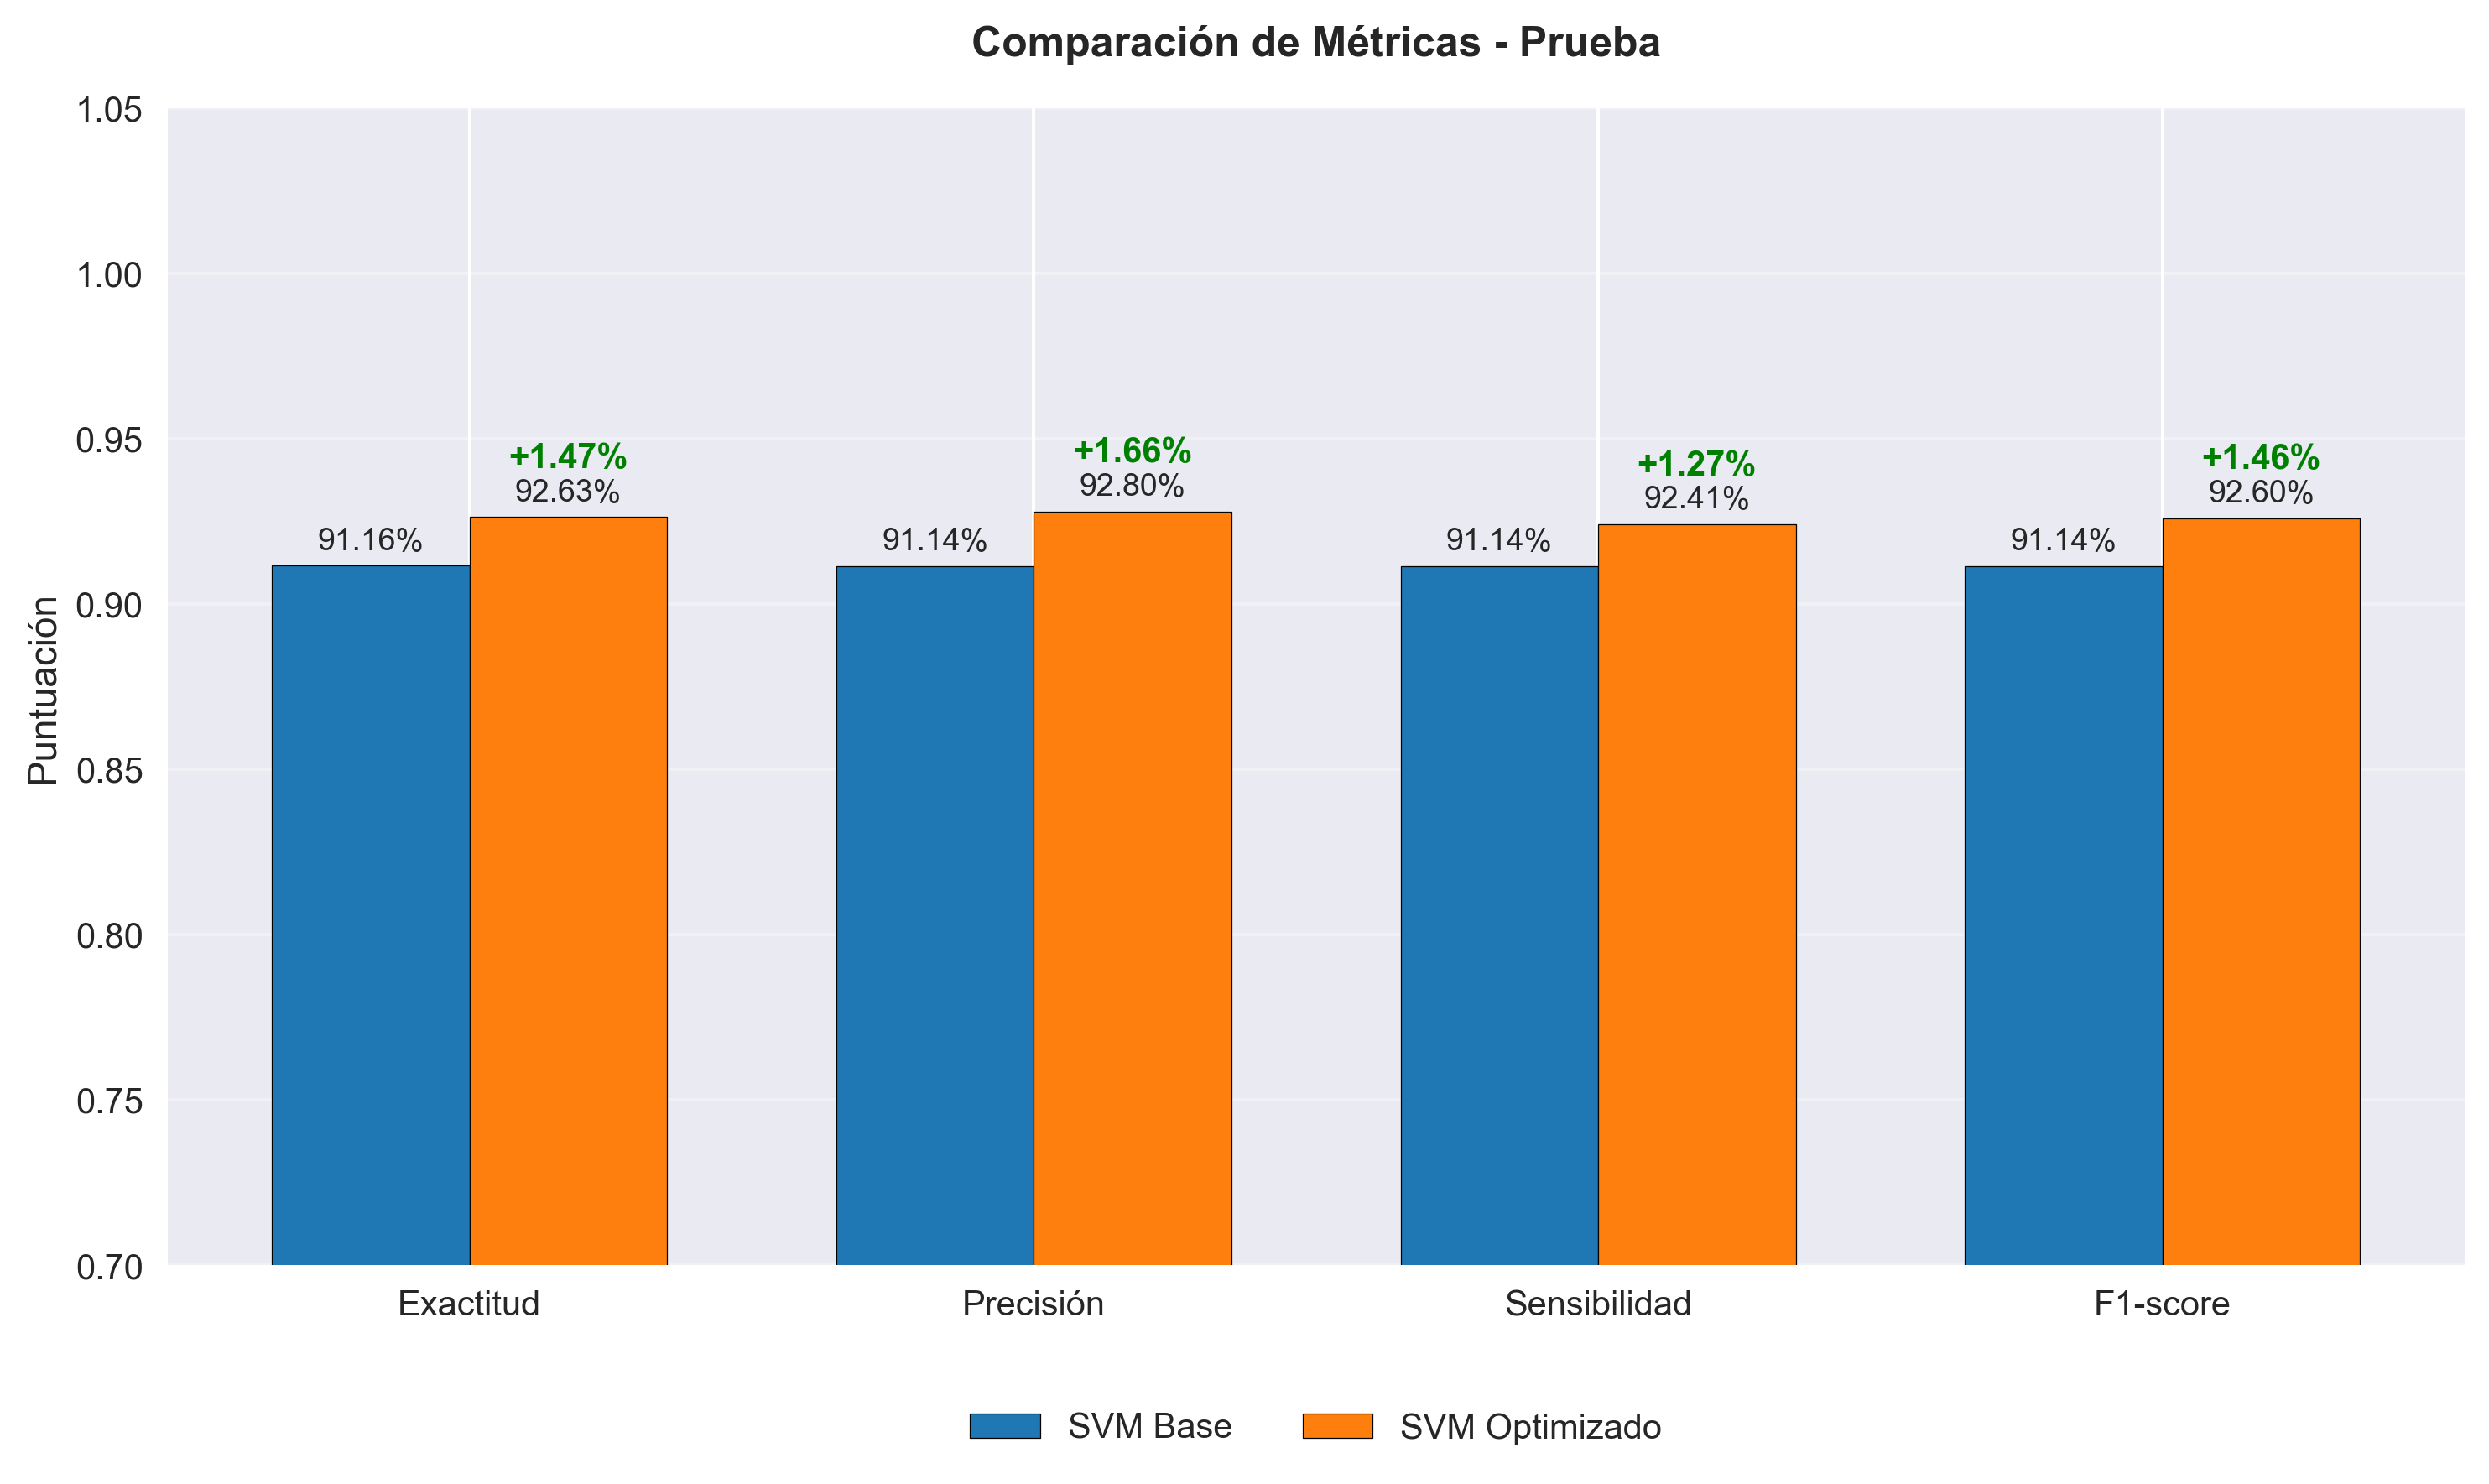 Comparación de Métricas - Prueba
1.05
1.00
0.95
0.90
0.85
0.80
0.75
0.70
Puntuación
91.16%
+1.47%
92.63%
91.14%
+1.66%
92.80%
91.14%
+1.27%
92.41%
91.14%
+1.46%
92.60%
Exactitud
Precisión
Sensibilidad
F1-score
SVM Base
SVM Optimizado